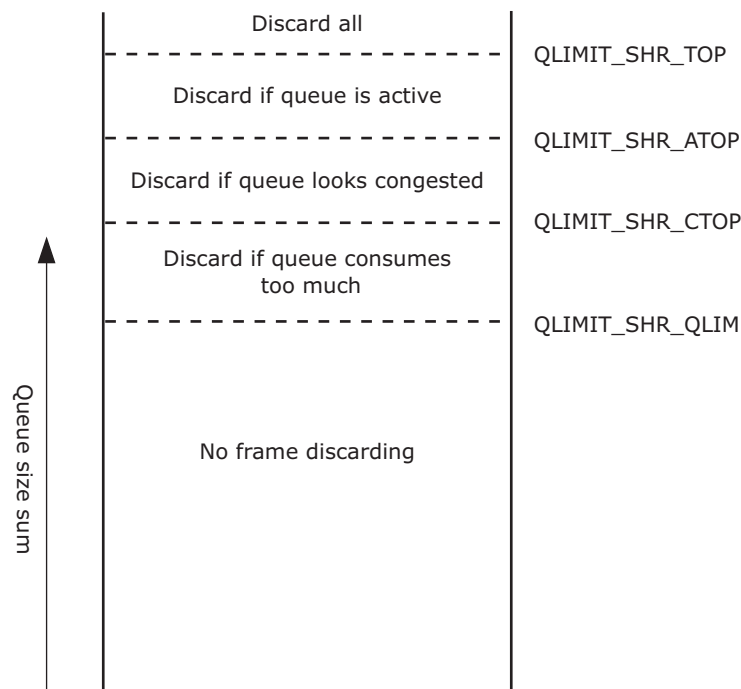 Discard all
QLIMIT_SHR_TOP
Discard if queue is active
QLIMIT_SHR_ATOP
Discard if queue looks congested
QLIMIT_SHR_CTOP
Discard if queue consumes
too much
QLIMIT_SHR_QLIM
No frame discarding
Queue size sum